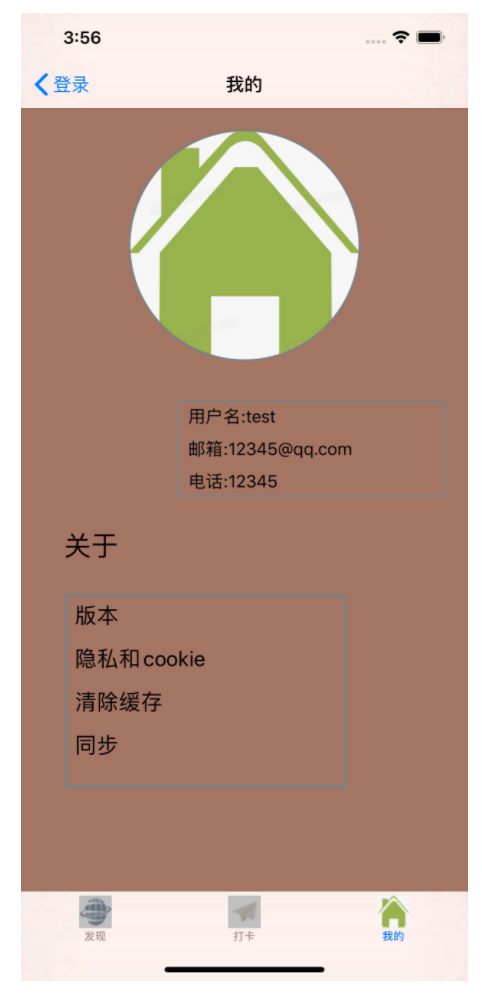 3:56
登录
我的
用户名:test
邮箱:12345@qq.com
电话:12345
关于
版本
隐私和cookie
清除缓存
同步
发现
打卡
我的